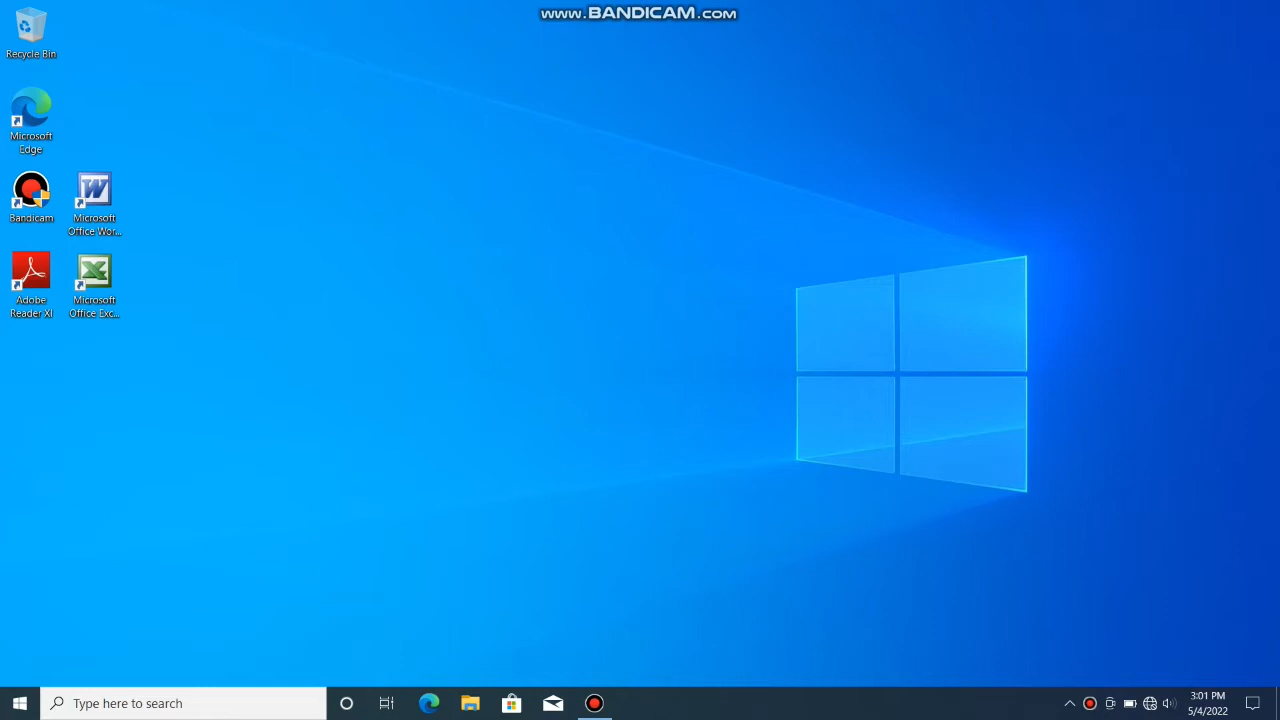 www.BANDICAM.com
Recycle Bin
Microsoft
Edge
Bandicam
Microsoft
Office Wor...
Adobe
Reader XI
Microsoft
Office Exc...
Type here to search
3:01 PM
5/4/2022